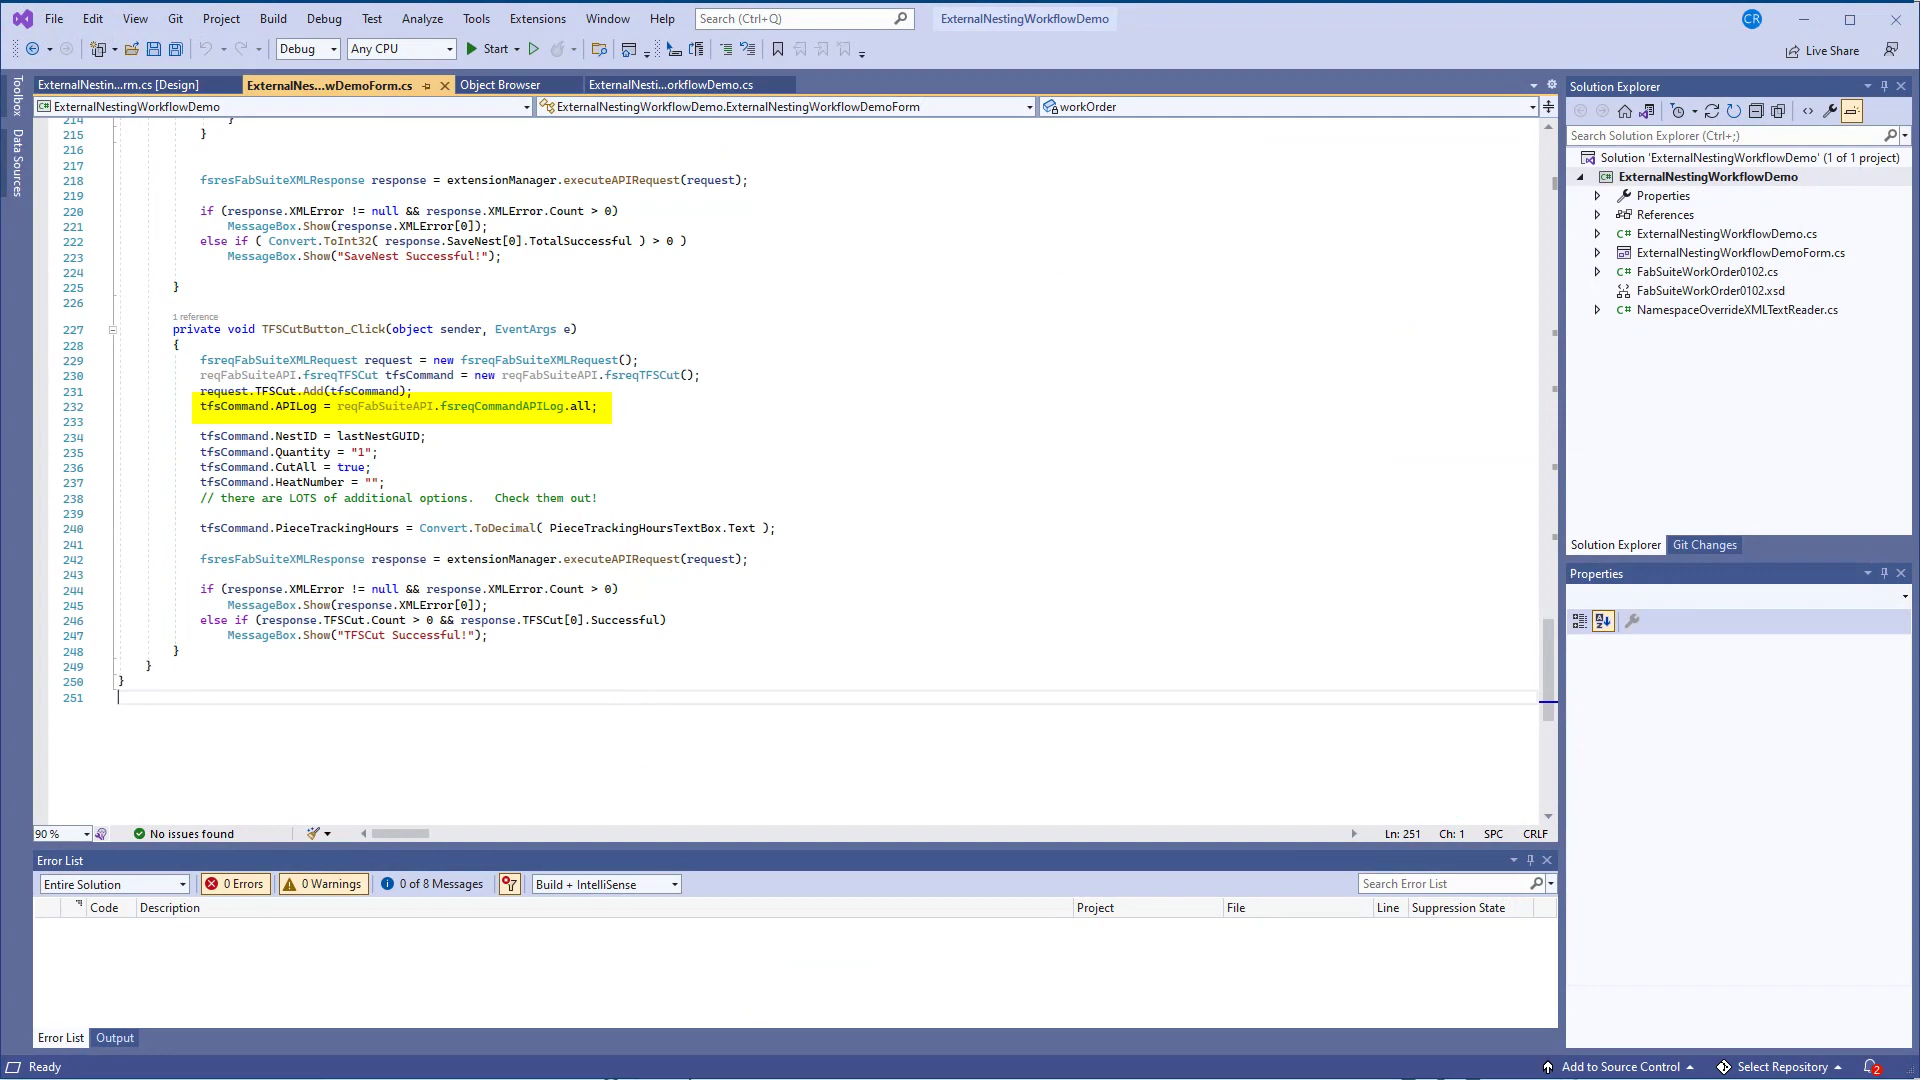 File Edit View Git Project Build Debug Test Analyze Tools Extensions Window Help Search (Ctrl+Q) ExternalNestingWorkflowDemo CR
Debug Any CPU Start Live Share
Toolbox
Data Sources
ExternalNestin...rm.cs [Design] ExternalNes...wDemoForm.cs Object Browser ExternalNesti...orkflowDemo.cs
ExternalNestingWorkflowDemo ExternalNestingWorkflowDemo.ExternalNestingWorkflowDemoForm workOrder
214 }
215 }
216
217
218 fsresFabSuiteXMLResponse response = extensionManager.executeAPIRequest(request);
219
220 if (response.XMLError != null && response.XMLError.Count > 0)
221 MessageBox.Show(response.XMLError[0]);
222 else if ( Convert.ToInt32( response.SaveNest[0].TotalSuccessful ) > 0 )
223 MessageBox.Show("SaveNest Successful!");
224
225 }
226
1 reference
227 private void TFSCutButton_Click(object sender, EventArgs e)
228 {
229 fsreqFabSuiteXMLRequest request = new fsreqFabSuiteXMLRequest();
230 reqFabSuiteAPI.fsreqTFSCut tfsCommand = new reqFabSuiteAPI.fsreqTFSCut();
231 request.TFSCut.Add(tfsCommand);
232 tfsCommand.APILog = reqFabSuiteAPI.fsreqCommandAPILog.all;
233
234 tfsCommand.NestID = lastNestGUID;
235 tfsCommand.Quantity = "1";
236 tfsCommand.CutAll = true;
237 tfsCommand.HeatNumber = "";
238 // there are LOTS of additional options. Check them out!
239
240 tfsCommand.PieceTrackingHours = Convert.ToDecimal( PieceTrackingHoursTextBox.Text );
241
242 fsresFabSuiteXMLResponse response = extensionManager.executeAPIRequest(request);
243
244 if (response.XMLError != null && response.XMLError.Count > 0)
245 MessageBox.Show(response.XMLError[0]);
246 else if (response.TFSCut.Count > 0 && response.TFSCut[0].Successful)
247 MessageBox.Show("TFSCut Successful!");
248 }
249 }
250 }
251
90 % No issues found Ln: 251 Ch: 1 SPC CRLF
Error List
Entire Solution 0 Errors 0 Warnings 0 of 8 Messages Build + IntelliSense Search Error List
Code Description Project File Line Suppression State
Error List Output
Solution Explorer
Search Solution Explorer (Ctrl+;)
Solution 'ExternalNestingWorkflowDemo' (1 of 1 project)
ExternalNestingWorkflowDemo
Properties
References
C# ExternalNestingWorkflowDemo.cs
ExternalNestingWorkflowDemoForm.cs
C# FabSuiteWorkOrder0102.cs
FabSuiteWorkOrder0102.xsd
C# NamespaceOverrideXMLTextReader.cs
Solution Explorer Git Changes
Properties
Ready Add to Source Control Select Repository 2